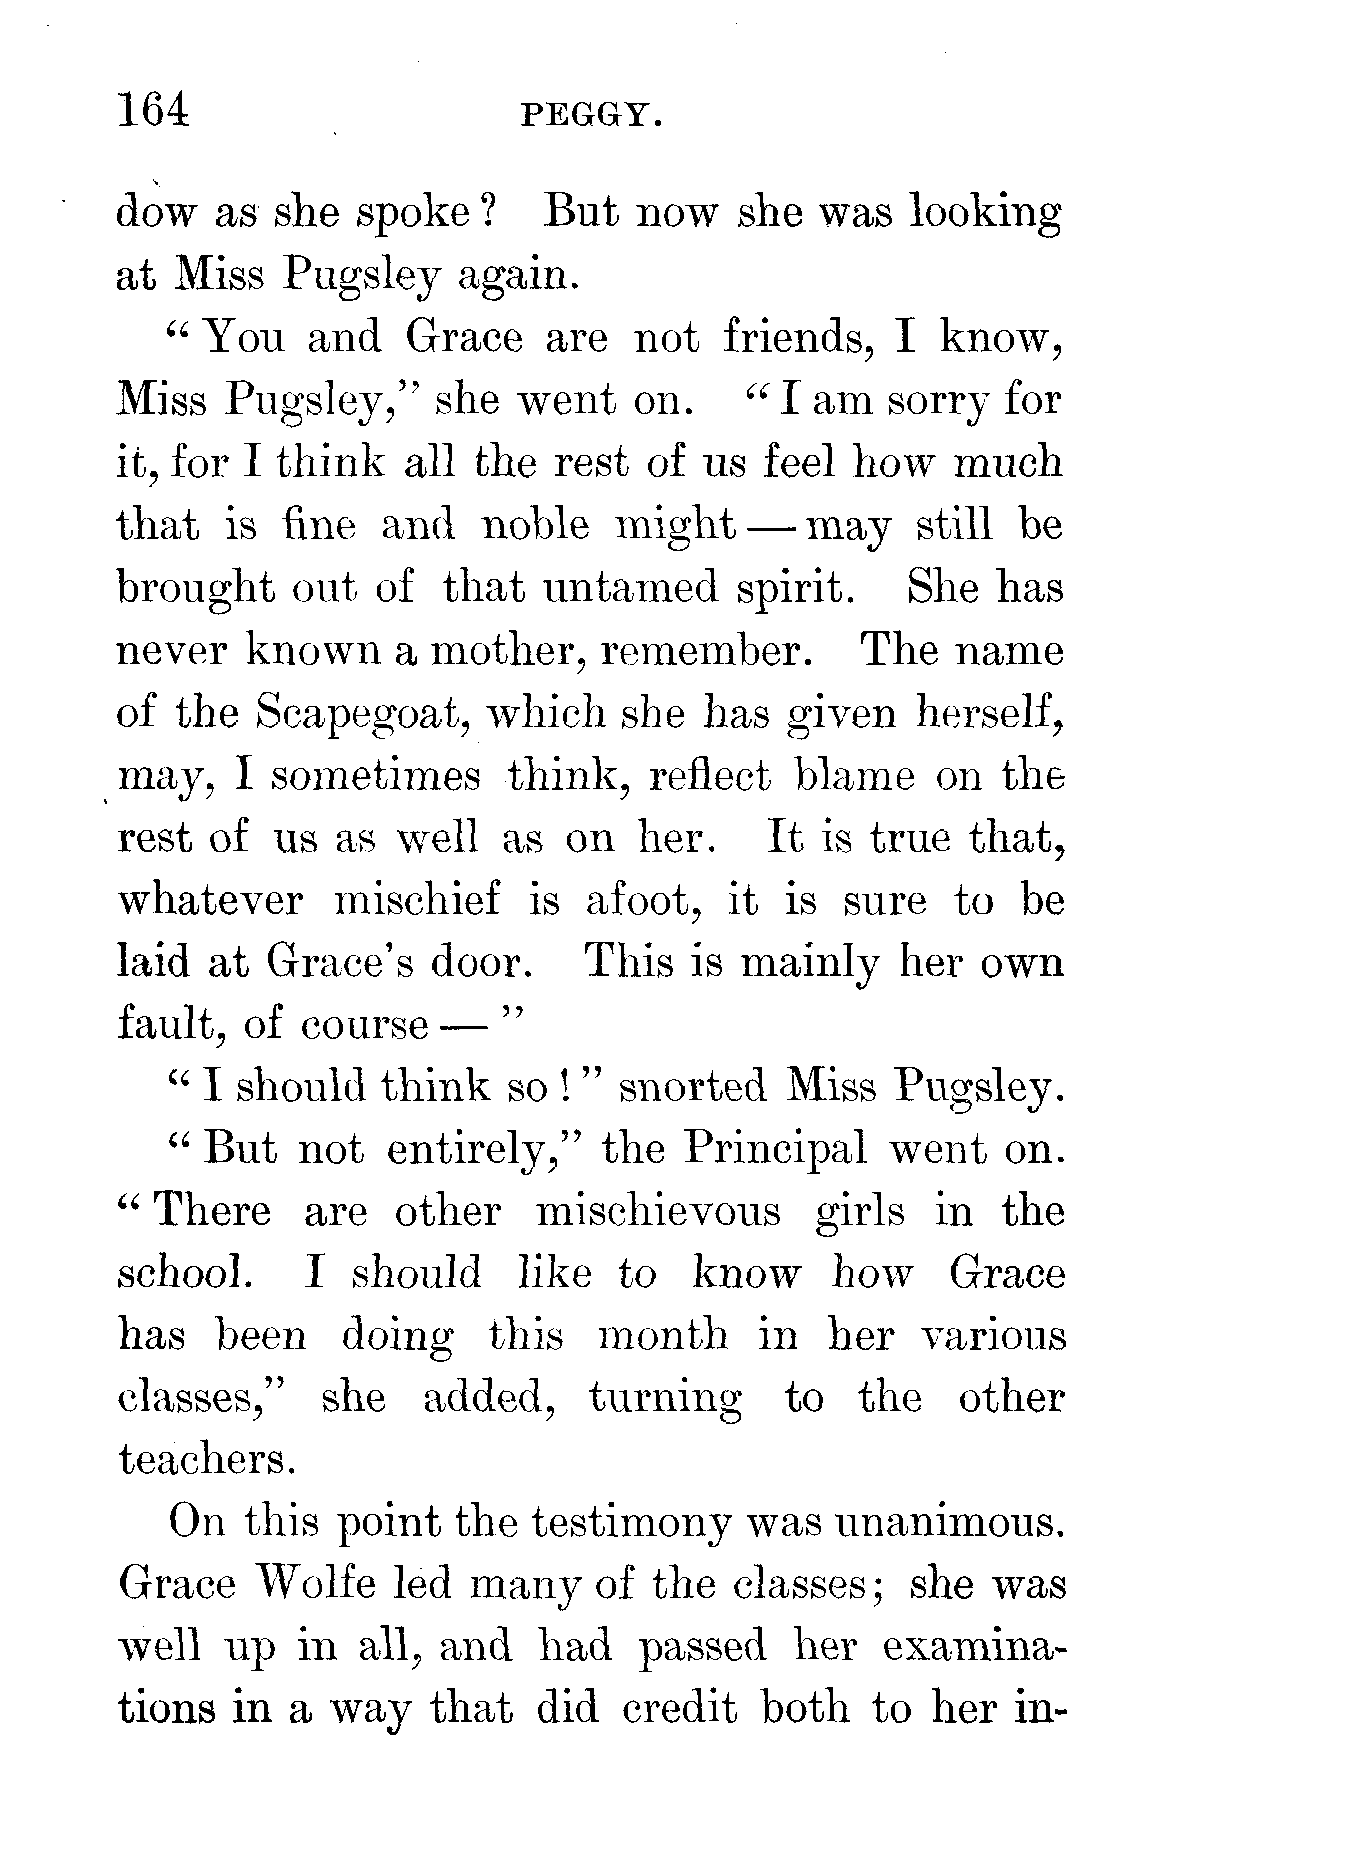 164 PEGGY.
dow as she spoke? But now she was looking
at Miss Pugsley again.
“You and Grace are not friends, I know,
Miss Pugsley,” she went on. “I am sorry for
it, for I think all the rest of us feel how much
that is fine and noble might — may still be
brought out of that untamed spirit. She has
never known a mother, remember. The name
of the Scapegoat, which she has given herself,
may, I sometimes think, reflect blame on the
rest of us as well as on her. It is true that,
whatever mischief is afoot, it is sure to be
laid at Grace's door. This is mainly her own
fault, of course — ”
“I should think so!” snorted Miss Pugsley.
“But not entirely,” the Principal went on.
“There are other mischievous girls in the
school. I should like to know how Grace
has been doing this month in her various
classes,” she added, turning to the other
teachers.
On this point the testimony was unanimous.
Grace Wolfe led many of the classes; she was
well up in all, and had passed her examina-
tions in a way that did credit both to her in-